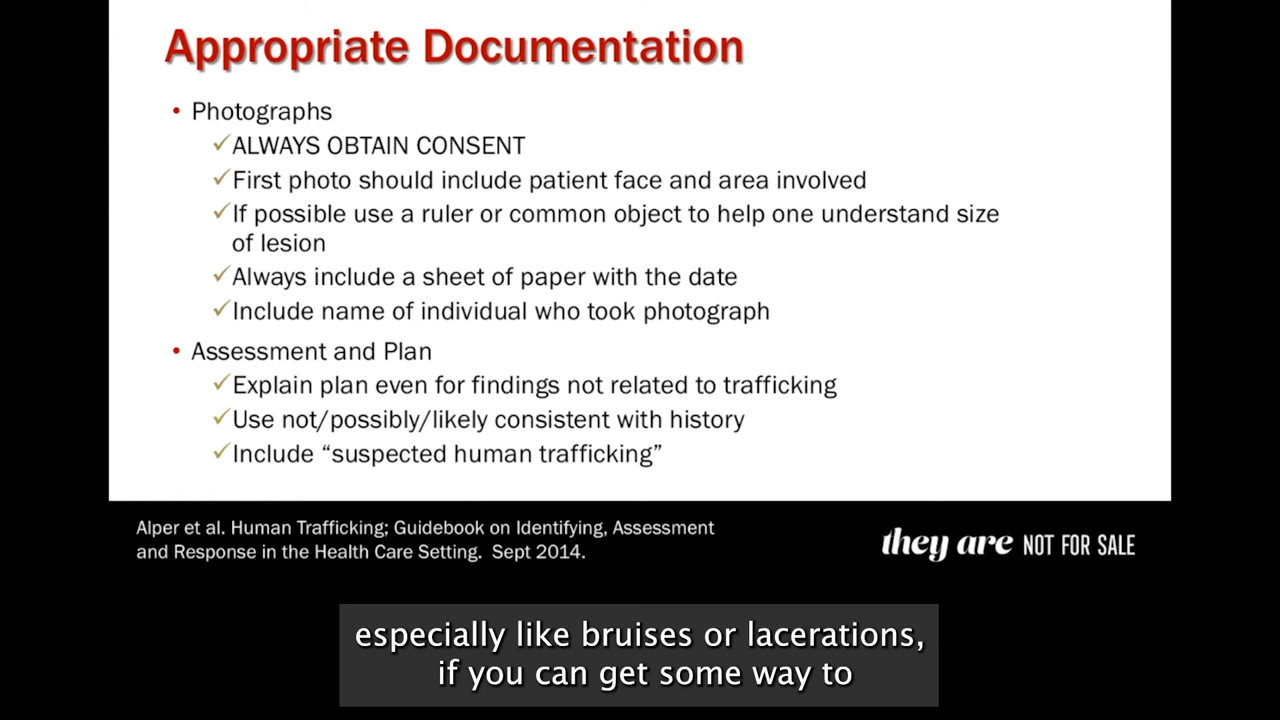 Appropriate Documentation
• Photographs
✓ALWAYS OBTAIN CONSENT
✓First photo should include patient face and area involved
✓If possible use a ruler or common object to help one understand size
of lesion
✓Always include a sheet of paper with the date
✓Include name of individual who took photograph
• Assessment and Plan
✓Explain plan even for findings not related to trafficking
✓Use not/possibly/likely consistent with history
✓Include “suspected human trafficking”
Alper et al. Human Trafficking; Guidebook on Identifying, Assessment
and Response in the Health Care Setting. Sept 2014.
they are NOT FOR SALE
especially like bruises or lacerations,
if you can get some way to